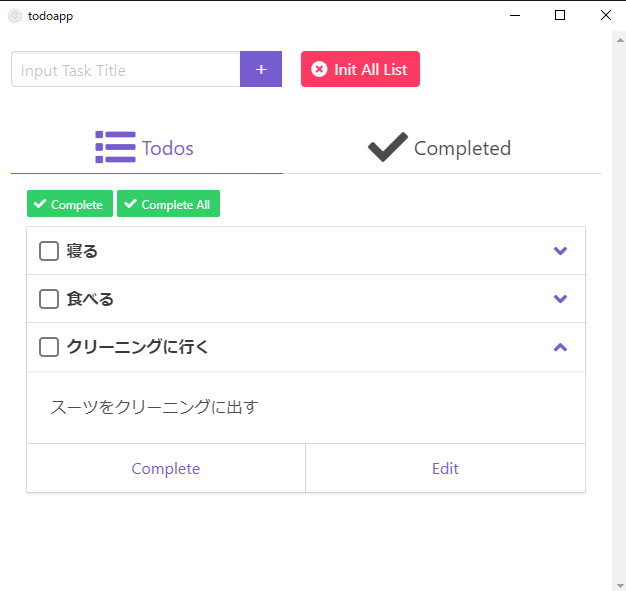 todoapp
Input Task Title + Init All List
Todos Completed
Complete Complete All
寝る
食べる
クリーニングに行く
スーツをクリーニングに出す
Complete Edit